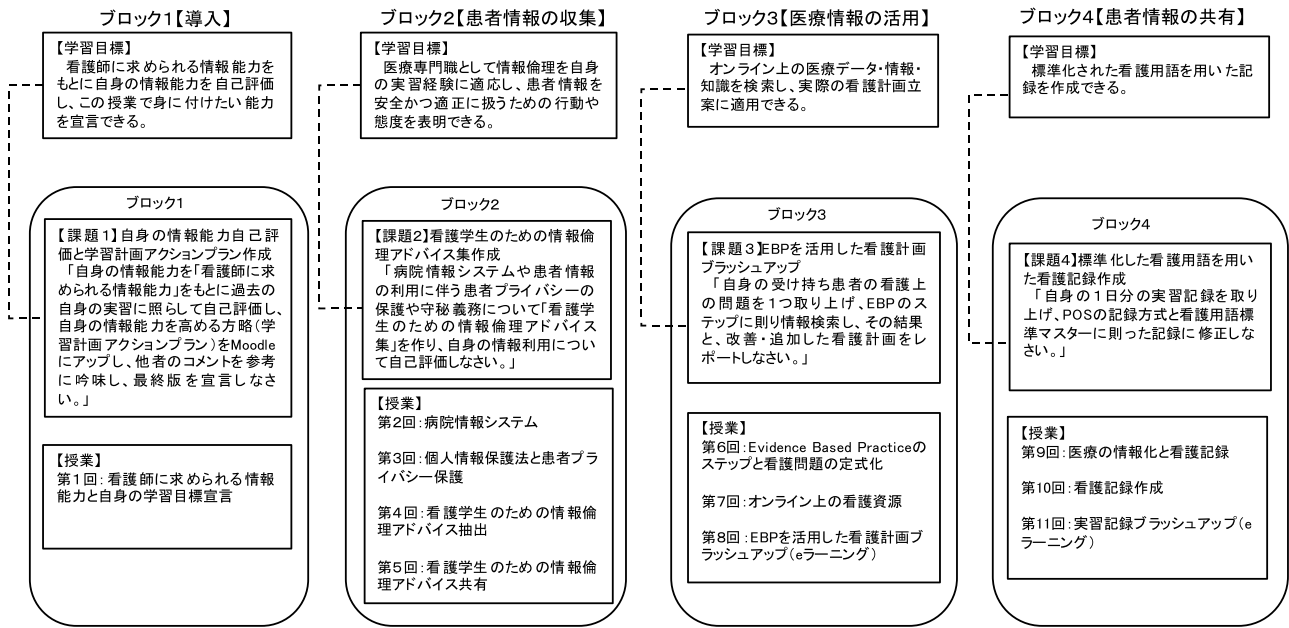 ブロック1【導入】
【学習目標】
看護師に求められる情報能力を
もとに自身の情報能力を自己評価
し、この授業で身に付けたい能力
を宣言できる。
ブロック1
【課題1】自身の情報能力自己評
価と学習計画アクションプラン作成
「自身の情報能力を「看護師に求
められる情報能力」をもとに過去の
自身の実習に照らして自己評価し、
自身の情報能力を高める方略(学
習計画アクションプラン)をMoodle
にアップし、他者のコメントを参考
に吟味し、最終版を宣言しなさ
い。」
【授業】
第1回:看護師に求められる情報
能力と自身の学習目標宣言
ブロック2【患者情報の収集】
【学習目標】
医療専門職として情報倫理を自身
の実習経験に適応し、患者情報を
安全かつ適正に扱うための行動や
態度を表明できる。
ブロック2
【課題2】看護学生のための情報倫
理アドバイス集作成
「病院情報システムや患者情報
の利用に伴う患者プライバシーの
保護や守秘義務について「看護学
生のための情報倫理アドバイス
集」を作り、自身の情報利用につい
て自己評価しなさい。」
【授業】
第2回:病院情報システム
第3回:個人情報保護法と患者プラ
イバシー保護
第4回:看護学生のための情報倫
理アドバイス抽出
第5回:看護学生のための情報倫
理アドバイス共有
ブロック3【医療情報の活用】
【学習目標】
オンライン上の医療データ・情報・
知識を検索し、実際の看護計画立
案に適用できる。
ブロック3
【課題3】EBPを活用した看護計画
ブラッシュアップ
「自身の受け持ち患者の看護上
の問題を1つ取り上げ、EBPのス
テップに則り情報検索し、その結果
と、改善・追加した看護計画をレ
ポートしなさい。」
【授業】
第6回:Evidence Based Practiceの
ステップと看護問題の定式化
第7回:オンライン上の看護資源
第8回:EBPを活用した看護計画ブ
ラッシュアップ(eラーニング)
ブロック4【患者情報の共有】
【学習目標】
標準化された看護用語を用いた記
録を作成できる。
ブロック4
【課題4】標準化した看護用語を用い
た看護記録作成
「自身の1日分の実習記録を取り
上げ、POSの記録方式と看護用語標
準マスターに則った記録に修正しな
さい。」
【授業】
第9回:医療の情報化と看護記録
第10回:看護記録作成
第11回:実習記録ブラッシュアップ(e
ラーニング)